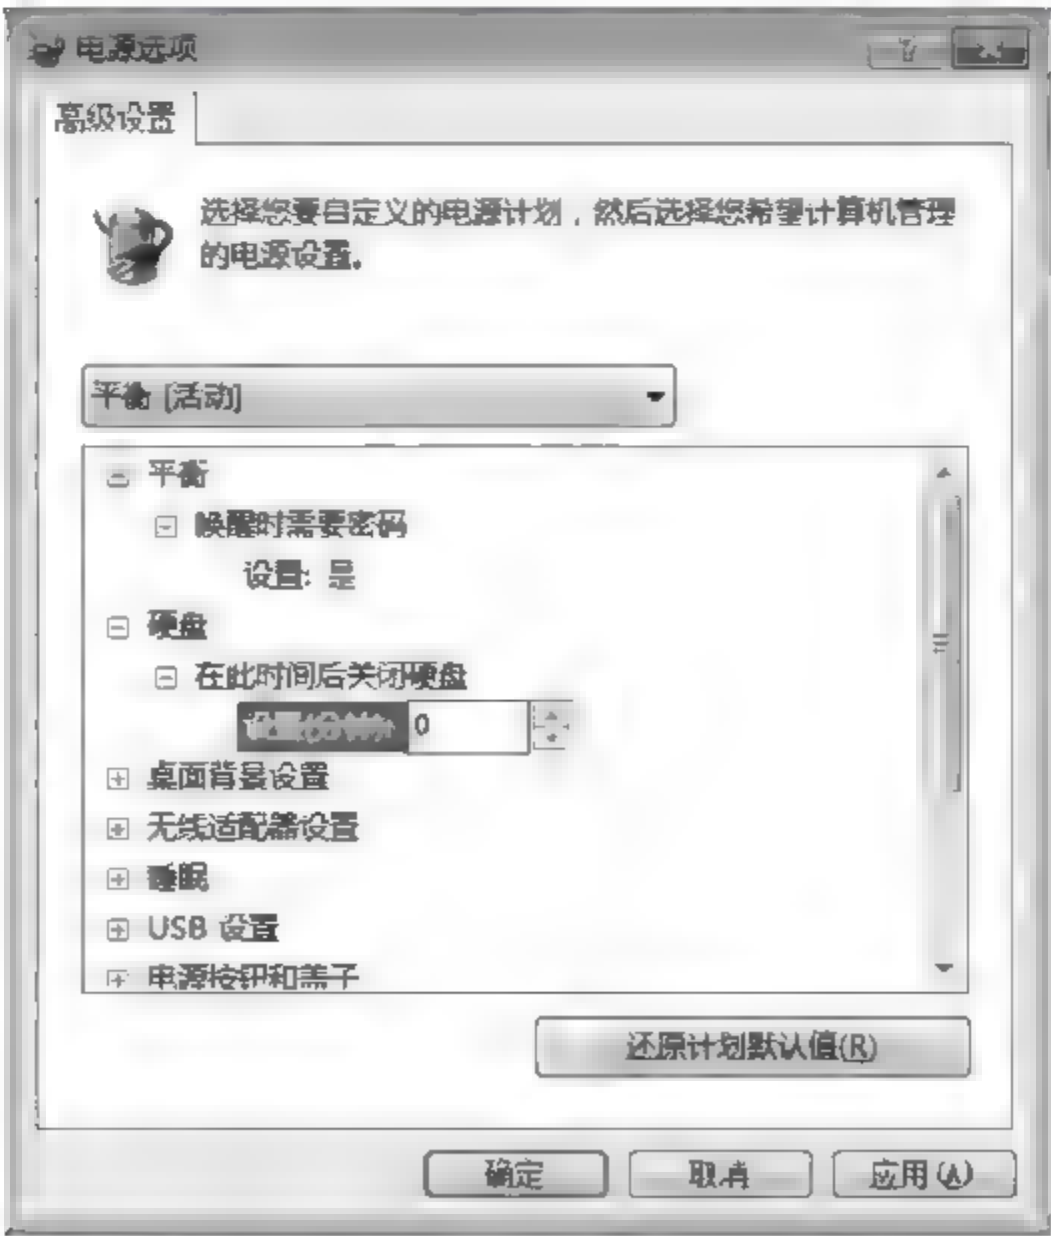 电源选项
高级设置
选择您要自定义的电源计划，然后选择您希望计算机管理
的电源设置。
平衡 [活动]
平衡
唤醒时需要密码
设置: 是
硬盘
在此时间后关闭硬盘
设置(分钟): 0
桌面背景设置
无线适配器设置
睡眠
USB 设置
电源按钮和盖子
还原计划默认值(R)
确定
取消
应用(A)